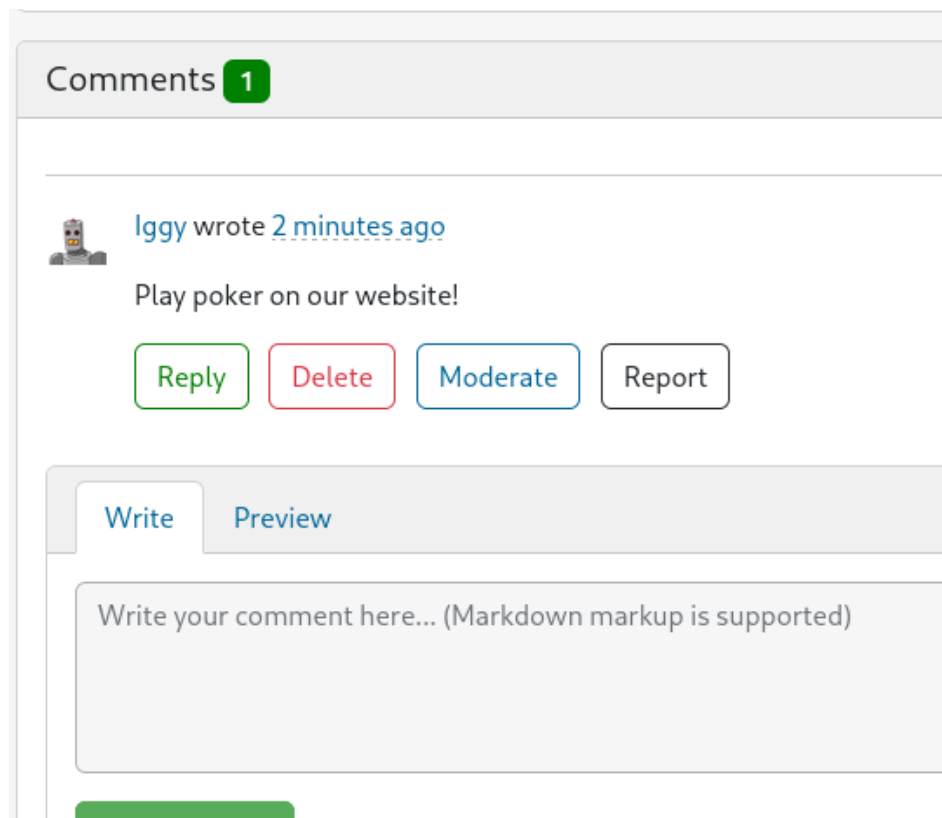 Comments 1
Iggy wrote 2 minutes ago
Play poker on our website!
Reply Delete Moderate Report
Write Preview
Write your comment here... (Markdown markup is supported)